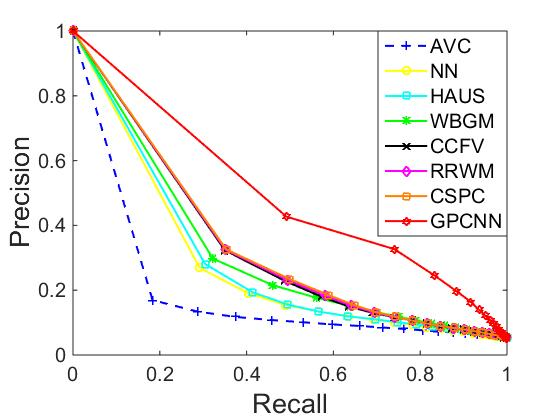 1
0.8
0.6
0.4
0.2
0
Precision
AVC
NN
HAUS
WBGM
CCFV
RRWM
CSPC
GPCNN
0 0.2 0.4 0.6 0.8 1
Recall